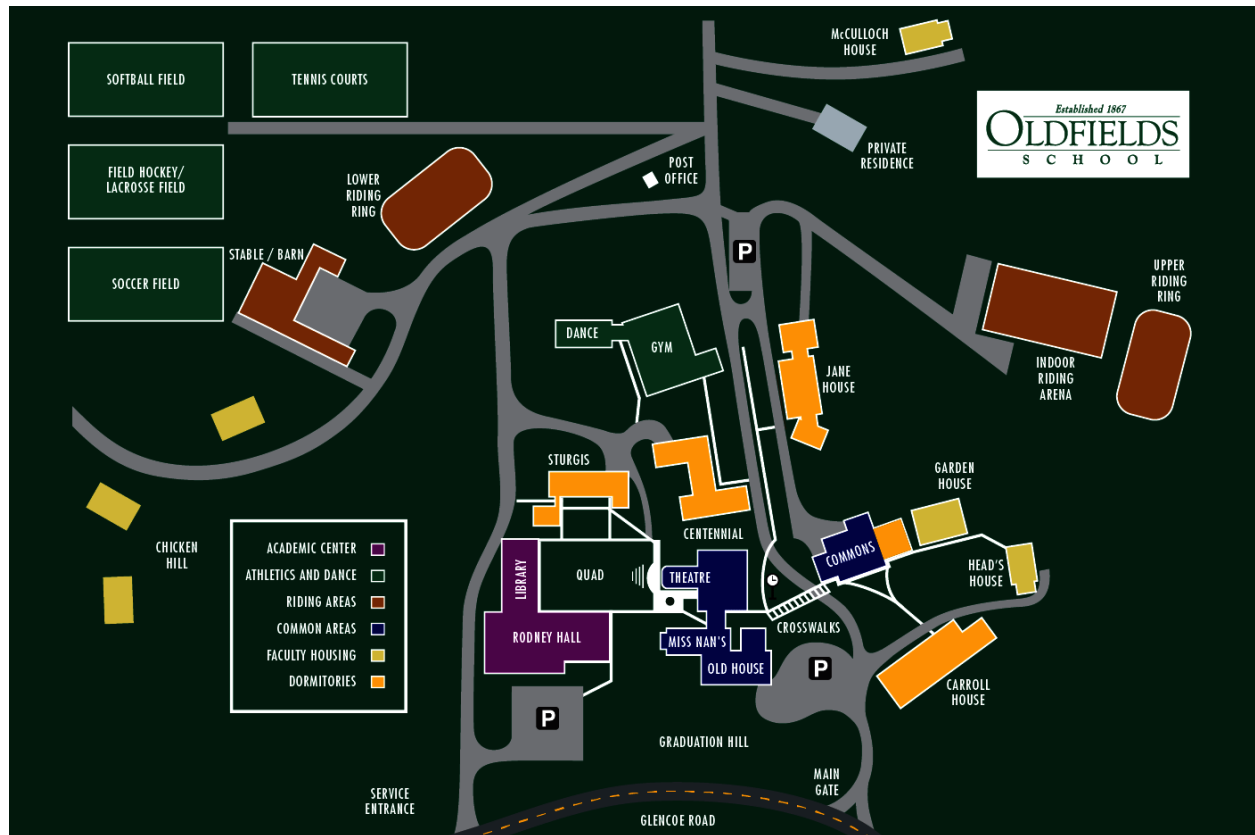 McCULLOCH
HOUSE
SOFTBALL FIELD
TENNIS COURTS
Established 1867
OLDFIELDS
SCHOOL
PRIVATE
RESIDENCE
POST
OFFICE
FIELD HOCKEY/
LACROSSE FIELD
LOWER
RIDING
RING
STABLE / BARN
P
SOCCER FIELD
UPPER
RIDING
RING
DANCE
GYM
JANE
HOUSE
INDOOR
RIDING
ARENA
STURGIS
GARDEN
HOUSE
CENTENNIAL
COMMONS
CHICKEN
HILL
ACADEMIC CENTER
ATHLETICS AND DANCE
RIDING AREAS
COMMON AREAS
FACULTY HOUSING
DORMITORIES
LIBRARY
QUAD
THEATRE
HEAD'S
HOUSE
CROSSWALKS
RODNEY HALL
MISS NAN'S
OLD HOUSE
P
CARROLL
HOUSE
P
GRADUATION HILL
MAIN
GATE
SERVICE
ENTRANCE
GLENCOE ROAD